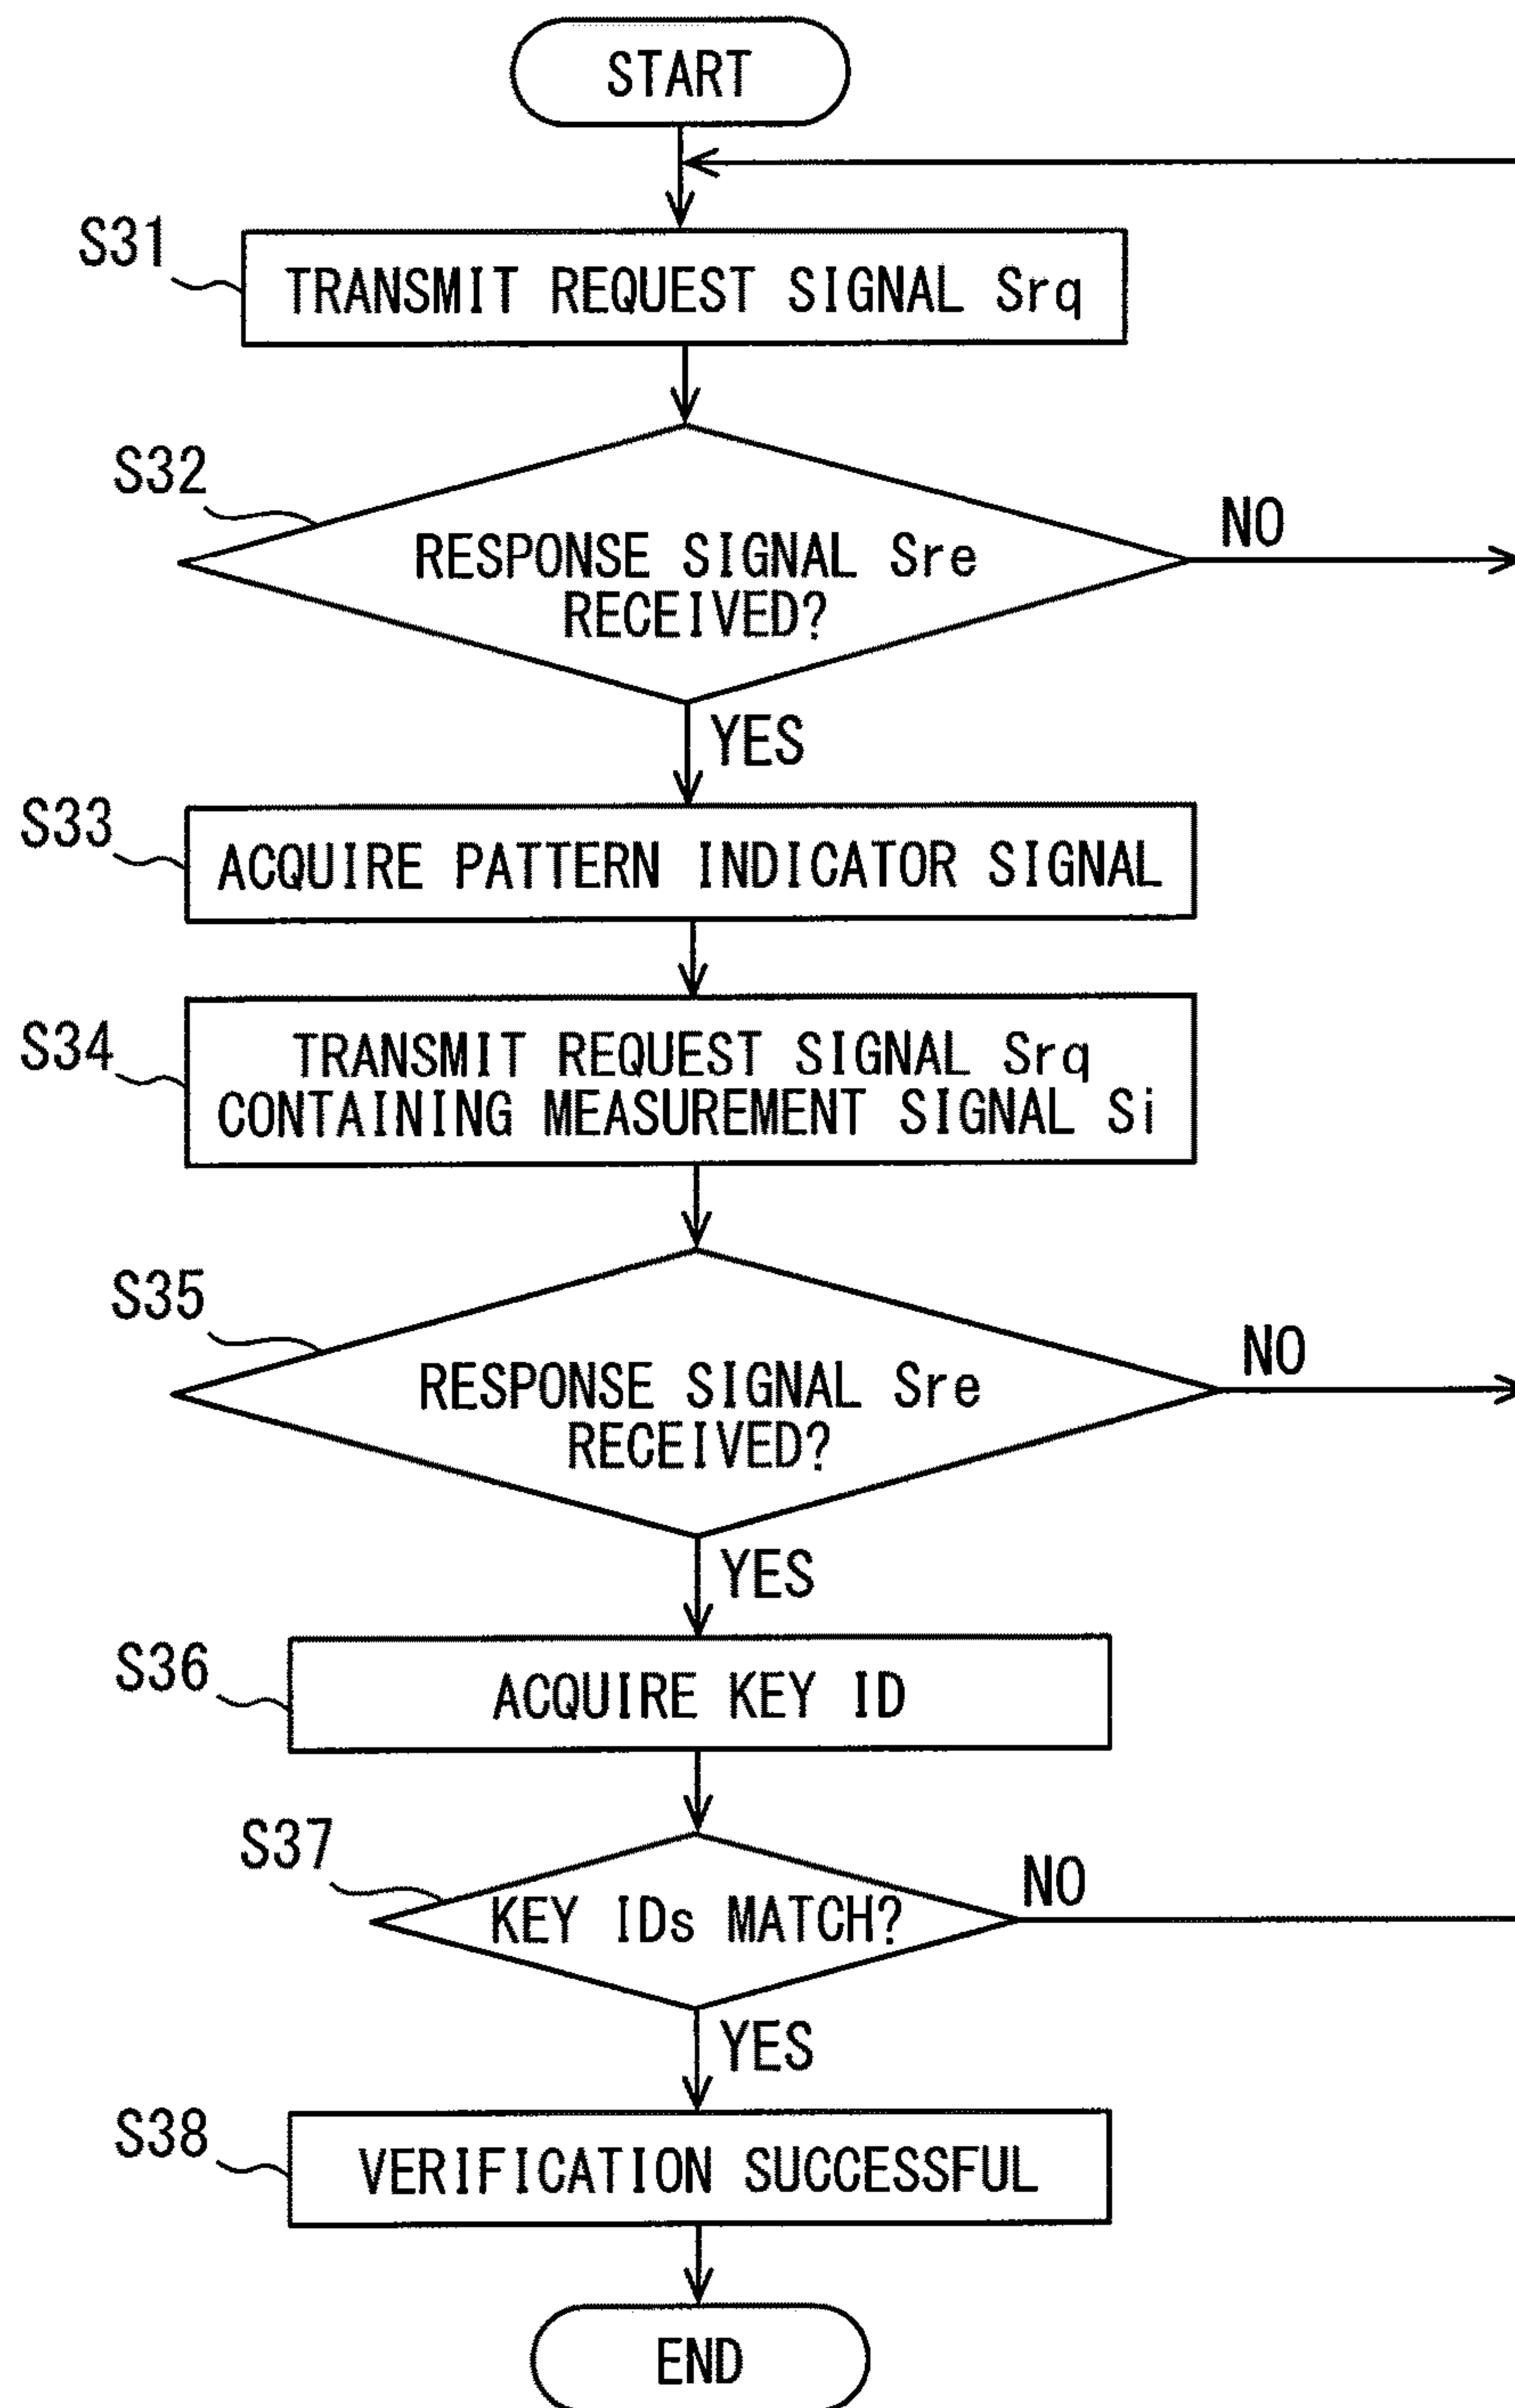 START
S31
TRANSMIT REQUEST SIGNAL Srq
S32
RESPONSE SIGNAL Sre
RECEIVED?
NO
YES
S33
ACQUIRE PATTERN INDICATOR SIGNAL
S34
TRANSMIT REQUEST SIGNAL Srq
CONTAINING MEASUREMENT SIGNAL Si
S35
RESPONSE SIGNAL Sre
RECEIVED?
NO
YES
S36
ACQUIRE KEY ID
S37
KEY IDs MATCH?
NO
YES
S38
VERIFICATION SUCCESSFUL
END